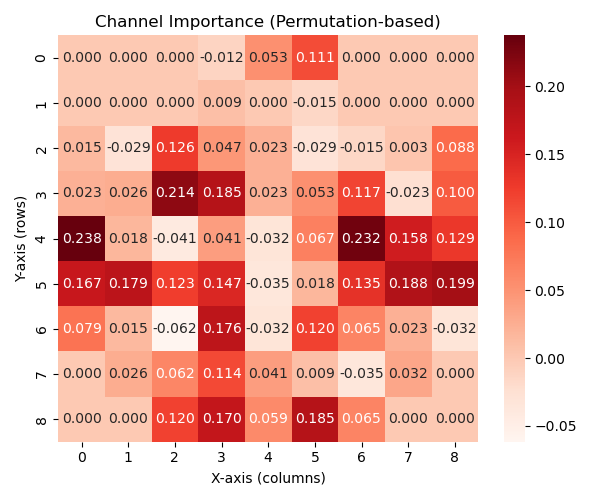 Channel Importance (Permutation-based)
0 0.000 0.000 0.000 -0.012 0.053 0.111 0.000 0.000 0.000
1 0.000 0.000 0.000 0.009 0.000 -0.015 0.000 0.000 0.000
2 0.015 -0.029 0.126 0.047 0.023 -0.029 -0.015 0.003 0.088
3 0.023 0.026 0.214 0.185 0.023 0.053 0.117 -0.023 0.100
4 0.238 0.018 -0.041 0.041 -0.032 0.067 0.232 0.158 0.129
5 0.167 0.179 0.123 0.147 -0.035 0.018 0.135 0.188 0.199
6 0.079 0.015 -0.062 0.176 -0.032 0.120 0.065 0.023 -0.032
7 0.000 0.026 0.062 0.114 0.041 0.009 -0.035 0.032 0.000
8 0.000 0.000 0.120 0.170 0.059 0.185 0.065 0.000 0.000
0 1 2 3 4 5 6 7 8
X-axis (columns)
Y-axis (rows)
0.20
0.15
0.10
0.05
0.00
−0.05